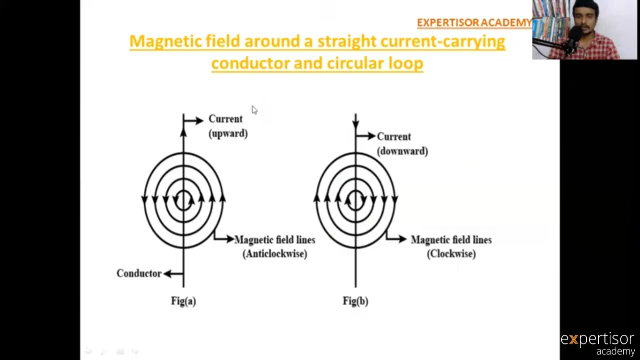 EXPERTISOR ACADEMY
Magnetic field around a straight current-carrying
conductor and circular loop
Current
(upward)
Current
(downward)
Magnetic field lines
(Anticlockwise)
Magnetic field lines
(Clockwise)
Conductor
Fig(a)
Fig(b)
expertisor
academy